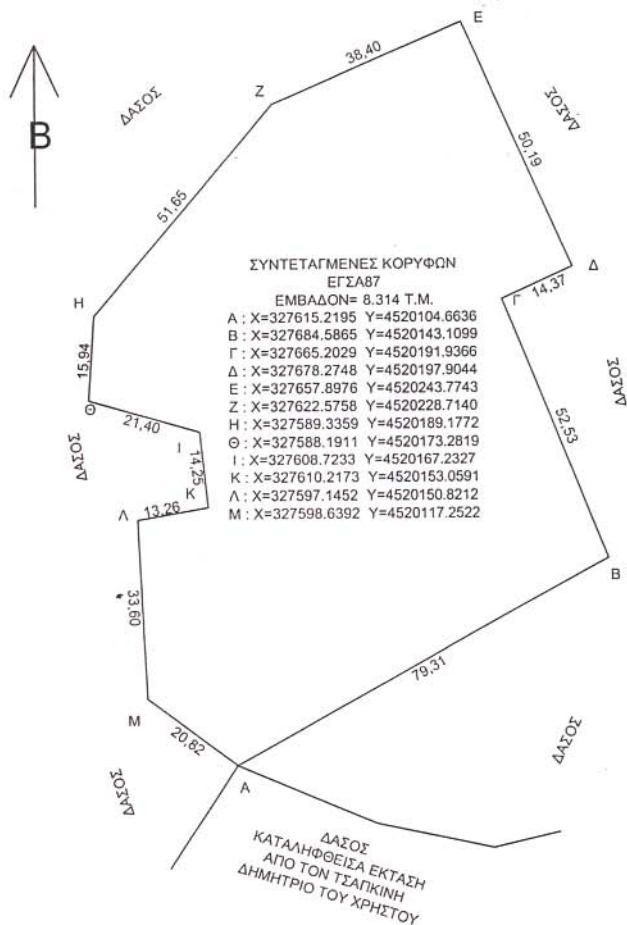 Ε
38,40
Ζ
ΔΑΣΟΣ
ΔΑΣΟΣ
Β
50,19
51,65
ΣΥΝΤΕΤΑΓΜΕΝΕΣ ΚΟΡΥΦΩΝ
ΕΓΣΑ87
ΕΜΒΑΔΟΝ= 8.314 Τ.Μ.
Α : Χ=327615.2195 Υ=4520104.6636
Β : Χ=327684.5865 Υ=4520143.1099
Γ : Χ=327665.2029 Υ=4520191.9366
Δ : Χ=327678.2748 Υ=4520197.9044
Ε : Χ=327657.8976 Υ=4520243.7743
Ζ : Χ=327622.5758 Υ=4520228.7140
Η : Χ=327589.3359 Υ=4520189.1772
Θ : Χ=327588.1911 Υ=4520173.2819
Ι : Χ=327608.7233 Υ=4520167.2327
Κ : Χ=327610.2173 Υ=4520153.0591
Λ : Χ=327597.1452 Υ=4520150.8212
Μ : Χ=327598.6392 Υ=4520117.2522
Δ
Γ
14,37
Η
15,94
Θ
21,40
ΔΑΣΟΣ
52,53
Ι
14,25
ΔΑΣΟΣ
Κ
13,26
Λ
Β
33,60
79,31
Μ
20,82
ΔΑΣΟΣ
ΔΑΣΟΣ
Α
ΔΑΣΟΣ
ΚΑΤΑΛΗΦΘΕΙΣΑ ΕΚΤΑΣΗ
ΑΠΟ ΤΟΝ ΤΣΑΠΚΙΝΗ
ΔΗΜΗΤΡΙΟ ΤΟΥ ΧΡΗΣΤΟΥ